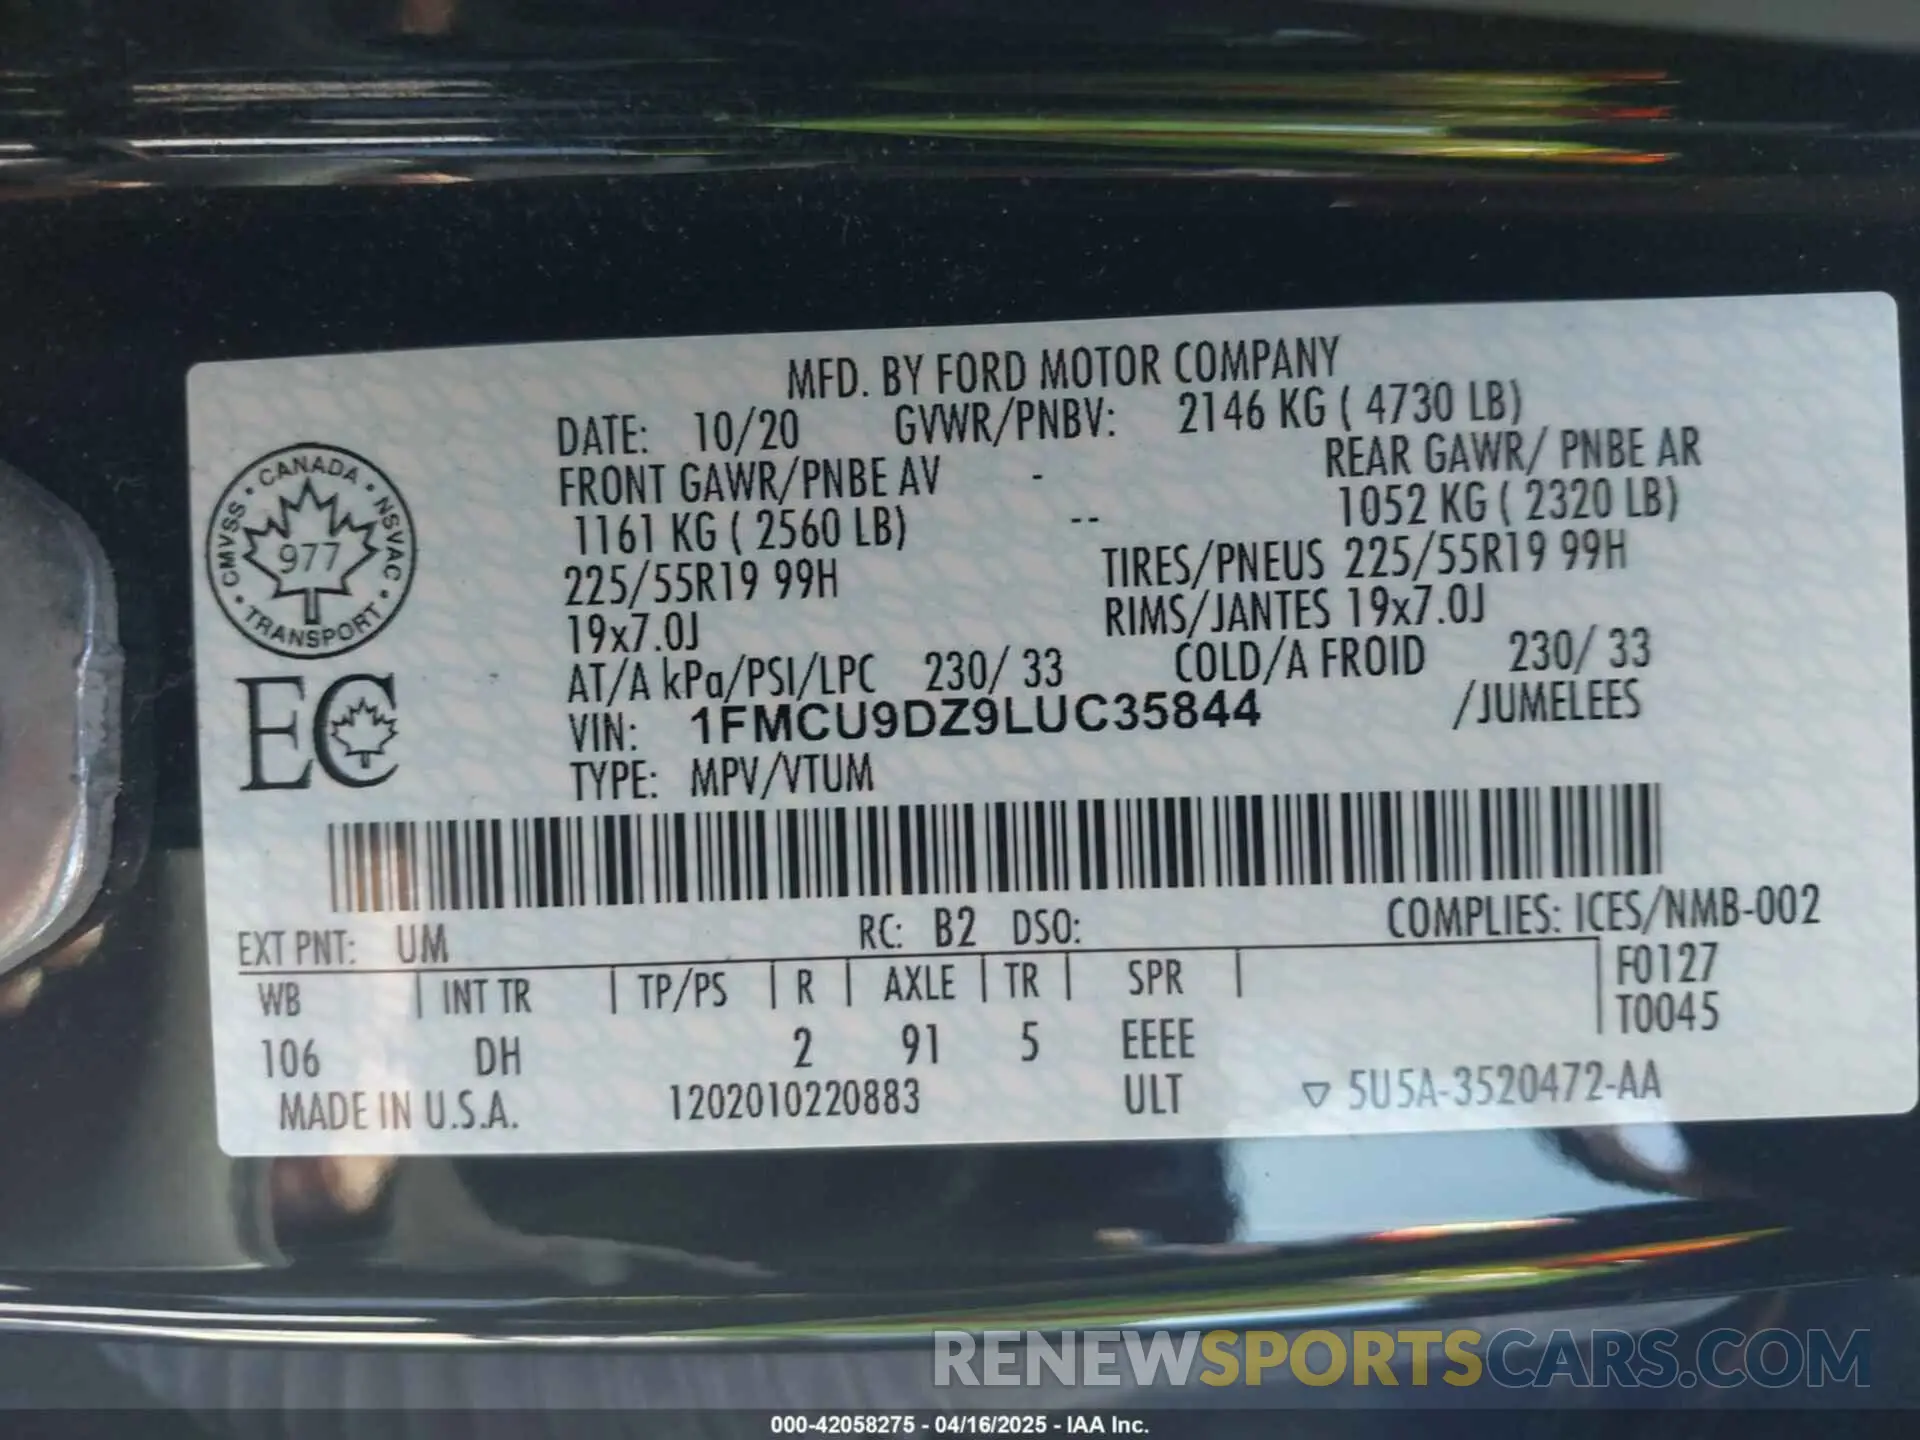 MFD. BY FORD MOTOR COMPANY
DATE: 10/20 GVWR/PNBV: 2146 KG ( 4730 LB)
FRONT GAWR/PNBE AV - REAR GAWR/ PNBE AR
1161 KG ( 2560 LB) -- 1052 KG ( 2320 LB)
225/55R19 99H TIRES/PNEUS 225/55R19 99H
19x7.0J RIMS/JANTES 19x7.0J
AT/A kPa/PSI/LPC 230/ 33 COLD/A FROID 230/ 33
VIN: 1FMCU9DZ9LUC35844 /JUMELEES
TYPE: MPV/VTUM
CANADA • NSVAC • TRANSPORT • CMVSS •
977
EC
EXT PNT: UM RC: B2 DSO: COMPLIES: ICES/NMB-002
WB | INT TR | TP/PS | R | AXLE | TR | SPR | F0127
T0045
106 DH 2 91 5 EEEE
MADE IN U.S.A. 1202010220883 ULT ▽ 5U5A-3520472-AA
RENEWSPORTSCARS.COM
000-42058275 - 04/16/2025 - IAA Inc.